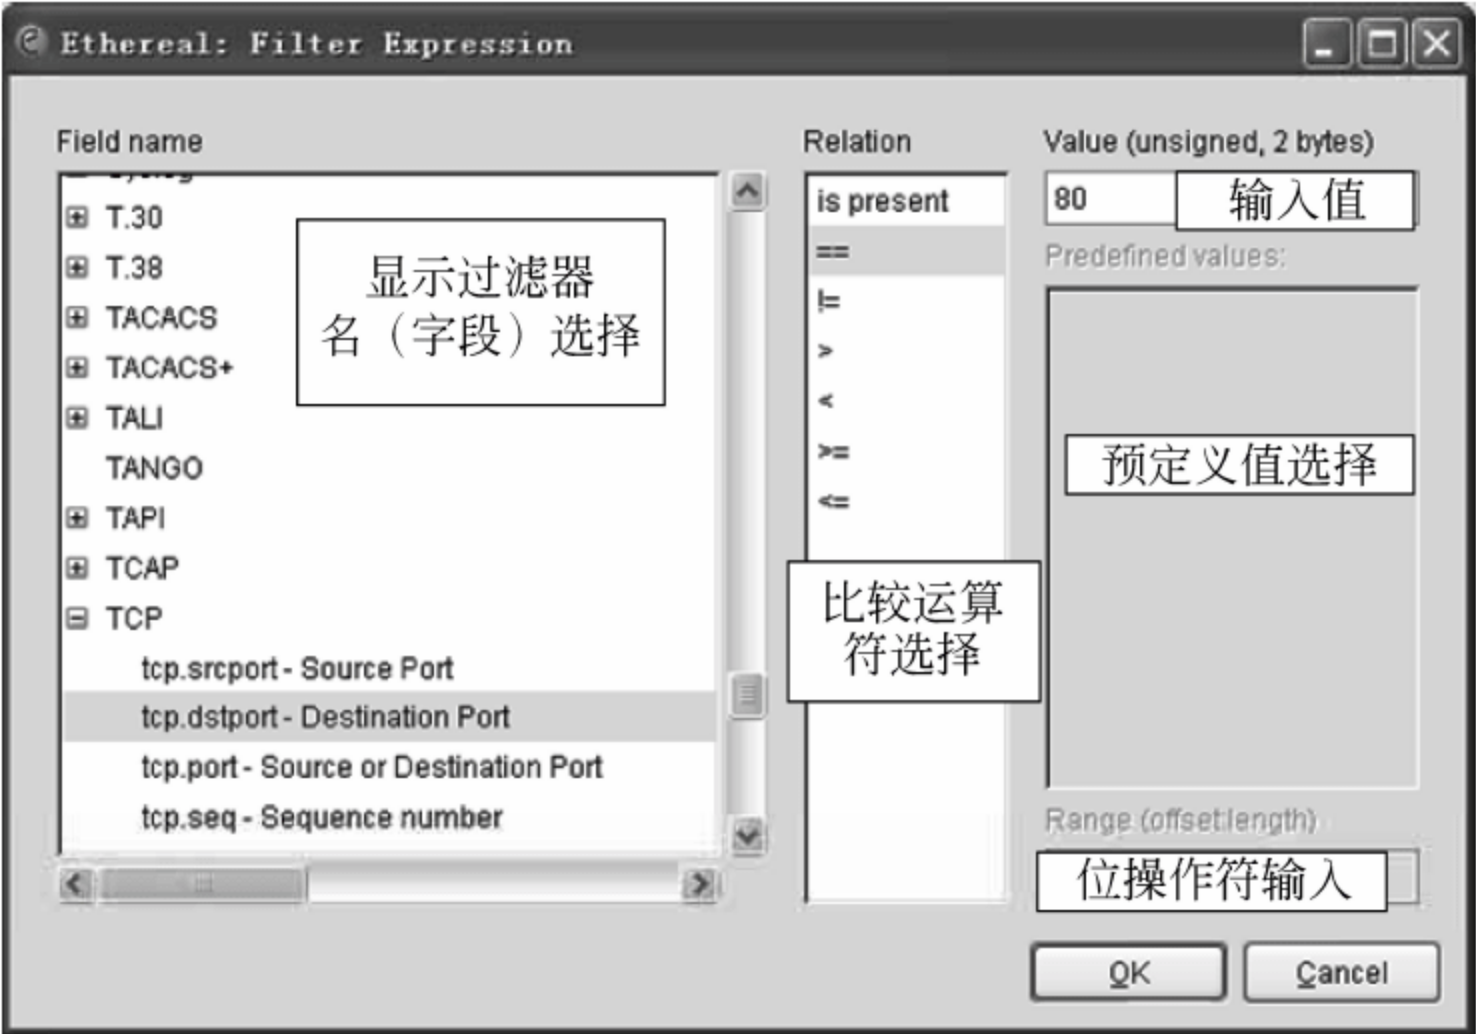 Ethereal: Filter Expression
Field name
T.30
T.38
TACACS
TACACS+
TALI
TANGO
TAPI
TCAP
TCP
tcp.srcport - Source Port
tcp.dstport - Destination Port
tcp.port - Source or Destination Port
tcp.seq - Sequence number
显示过滤器
名（字段）选择
Relation
is present
==
!=
>
<
>=
<=
比较运算
符选择
Value (unsigned, 2 bytes)
80
输入值
Predefined values:
预定义值选择
Range (offset:length)
位操作符输入
OK
Cancel